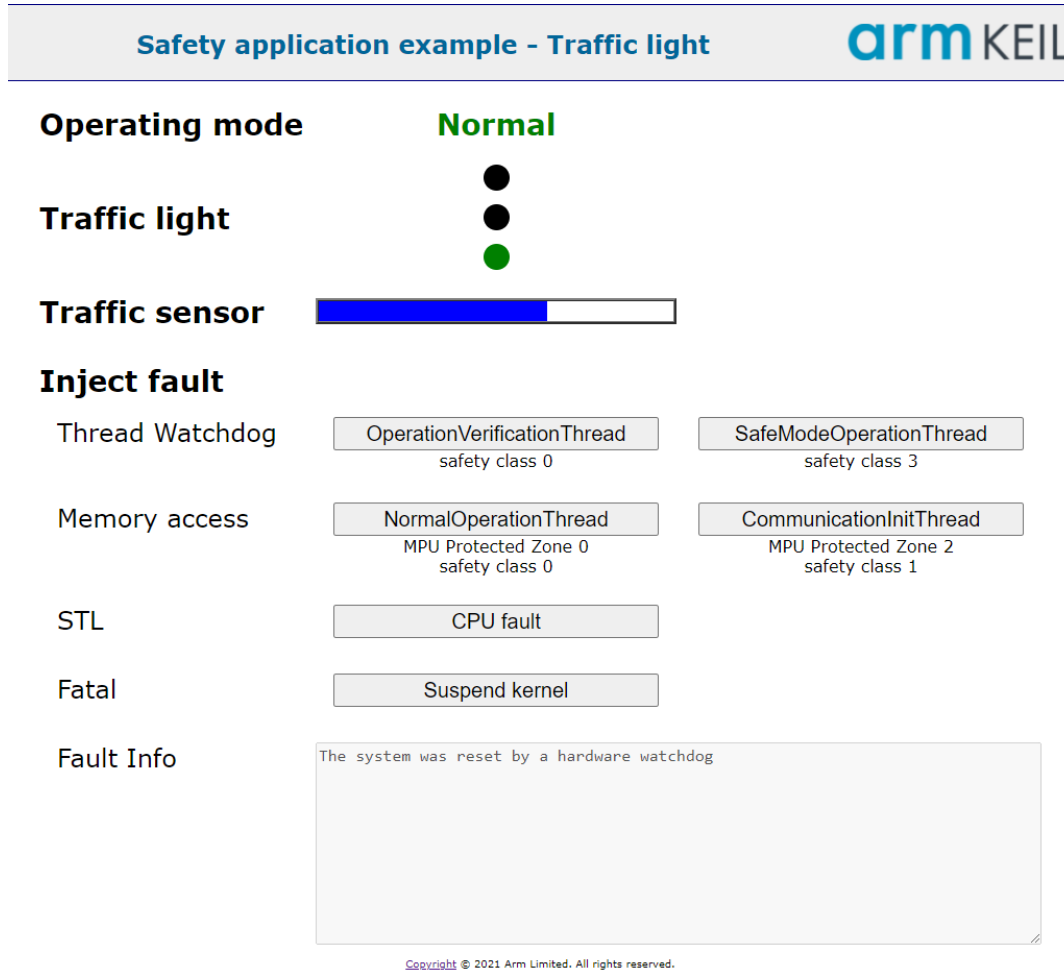 Safety application example - Traffic light
arm KEIL
Operating mode
Normal
Traffic light
Traffic sensor
Inject fault
Thread Watchdog
OperationVerificationThread
SafeModeOperationThread
safety class 0
safety class 3
Memory access
NormalOperationThread
CommunicationInitThread
MPU Protected Zone 0
MPU Protected Zone 2
safety class 0
safety class 1
STL
CPU fault
Fatal
Suspend kernel
Fault Info
The system was reset by a hardware watchdog
Copyright © 2021 Arm Limited. All rights reserved.